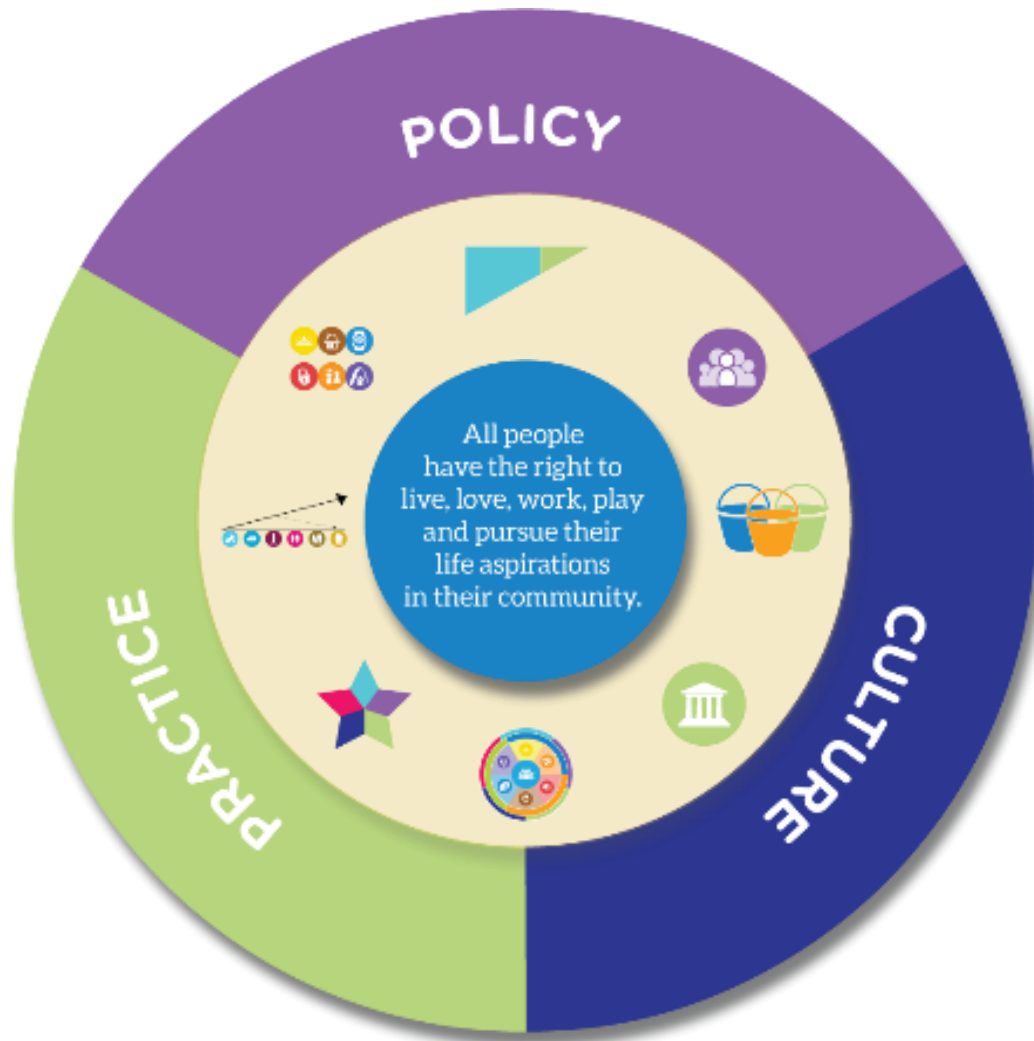 POLICY
All people
have the right to
live, love, work, play
and pursue their
life aspirations
in their community.
PRACTICE
CULTURE